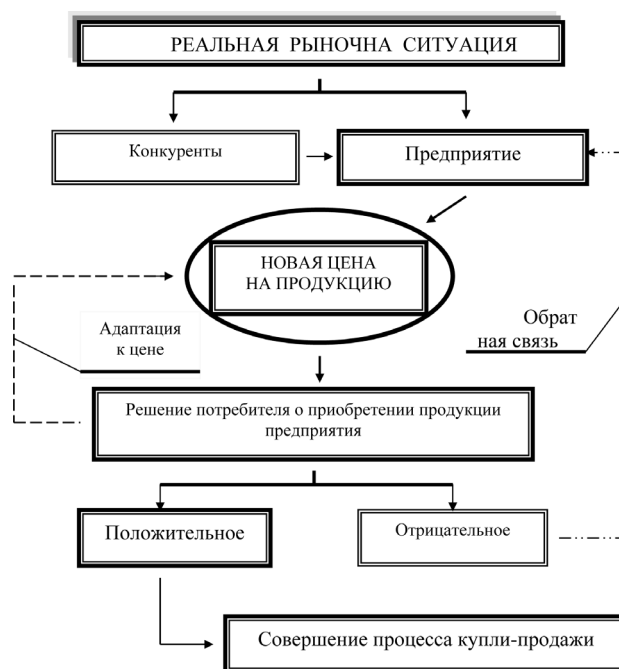 РЕАЛЬНАЯ РЫНОЧНА СИТУАЦИЯ
Конкуренты
Предприятие
НОВАЯ ЦЕНА
НА ПРОДУКЦИЮ
Адаптация
к цене
Обрат
ная связь
Решение потребителя о приобретении продукции
предприятия
Положительное
Отрицательное
Совершение процесса купли-продажи